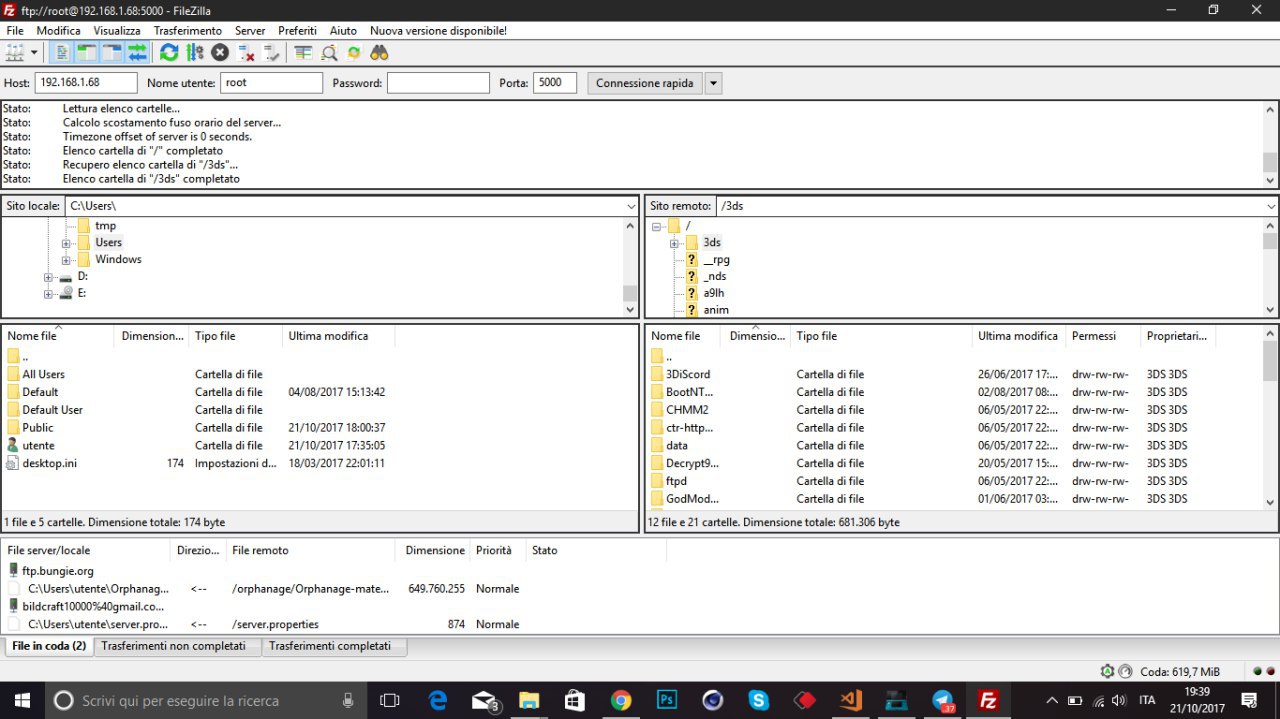 ftp://root@192.168.1.68:5000 - FileZilla
File Modifica Visualizza Trasferimento Server Preferiti Aiuto Nuova versione disponibile!
Host: 192.168.1.68 Nome utente: root Password: Porta: 5000 Connessione rapida
Stato: Lettura elenco cartelle...
Stato: Calcolo scostamento fuso orario del server...
Stato: Timezone offset of server is 0 seconds.
Stato: Elenco cartella di "/" completato
Stato: Recupero elenco cartella di "/3ds"...
Stato: Elenco cartella di "/3ds" completato
Sito locale: C:\Users\
tmp
Users
Windows
D:
E:
Sito remoto: /3ds
/
3ds
__rpg
_nds
a9lh
anim
Nome file Dimension... Tipo file Ultima modifica
..
All Users Cartella di file
Default Cartella di file 04/08/2017 15:13:42
Default User Cartella di file
Public Cartella di file 21/10/2017 18:00:37
utente Cartella di file 21/10/2017 17:35:05
desktop.ini 174 Impostazioni d... 18/03/2017 22:01:11
1 file e 5 cartelle. Dimensione totale: 174 byte
Nome file Dimensio... Tipo file Ultima modifica Permessi Proprietari...
..
3DiScord Cartella di file 26/06/2017 17:... drw-rw-rw- 3DS 3DS
BootNT... Cartella di file 02/08/2017 08:... drw-rw-rw- 3DS 3DS
CHMM2 Cartella di file 06/05/2017 22:... drw-rw-rw- 3DS 3DS
ctr-http... Cartella di file 06/05/2017 22:... drw-rw-rw- 3DS 3DS
data Cartella di file 06/05/2017 22:... drw-rw-rw- 3DS 3DS
Decrypt9... Cartella di file 20/05/2017 15:... drw-rw-rw- 3DS 3DS
ftpd Cartella di file 06/05/2017 22:... drw-rw-rw- 3DS 3DS
GodMod... Cartella di file 01/06/2017 03:... drw-rw-rw- 3DS 3DS
12 file e 21 cartelle. Dimensione totale: 681.306 byte
File server/locale Direzio... File remoto Dimensione Priorità Stato
ftp.bungie.org
C:\Users\utente\Orphanag... <-- /orphanage/Orphanage-mate... 649.760.255 Normale
bildcraft10000%40gmail.co...
C:\Users\utente\server.pro... <-- /server.properties 874 Normale
File in coda (2) Trasferimenti non completati Trasferimenti completati
Coda: 619,7 MiB
Scrivi qui per eseguire la ricerca
3
Ps
37
ITA
19:39
21/10/2017